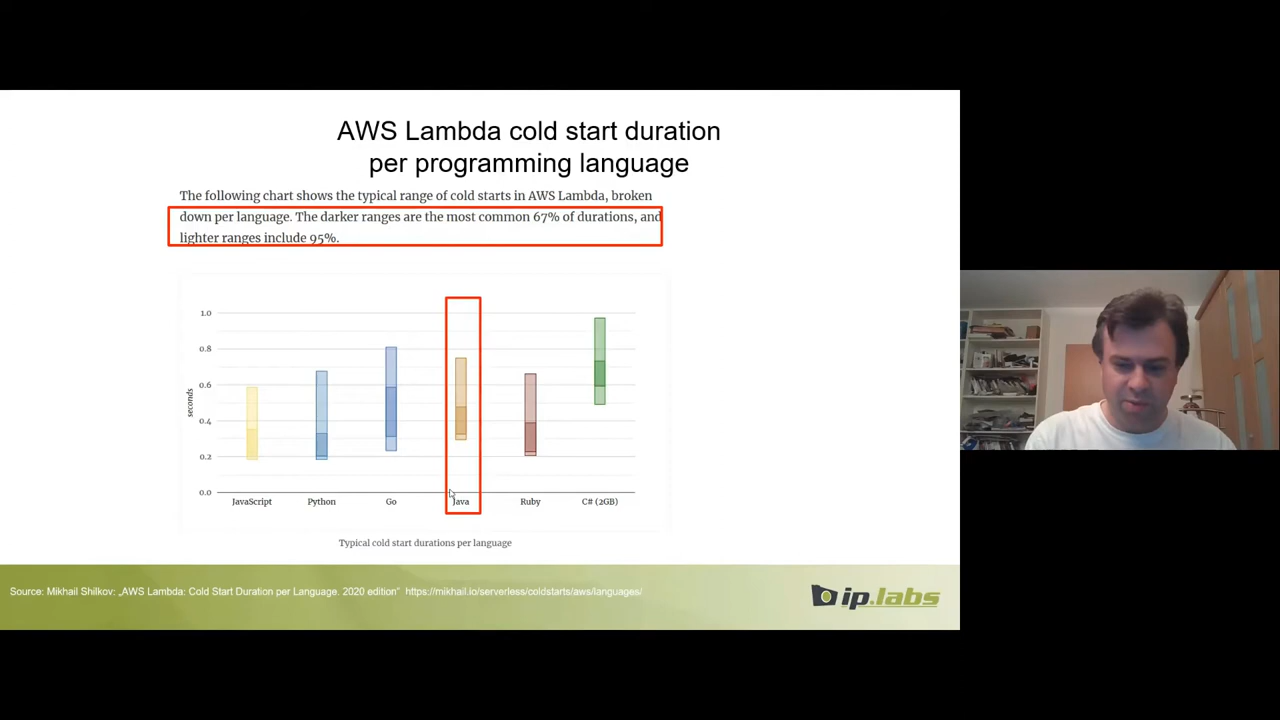 AWS Lambda cold start duration
per programming language
The following chart shows the typical range of cold starts in AWS Lambda, broken
down per language. The darker ranges are the most common 67% of durations, and
lighter ranges include 95%.
1.0
0.8
0.6
0.4
0.2
0.0
seconds
JavaScript Python Go Java Ruby C# (2GB)
Typical cold start durations per language
Source: Mikhail Shilkov: „AWS Lambda: Cold Start Duration per Language. 2020 edition“ https://mikhail.io/serverless/coldstarts/aws/languages/
ip.labs